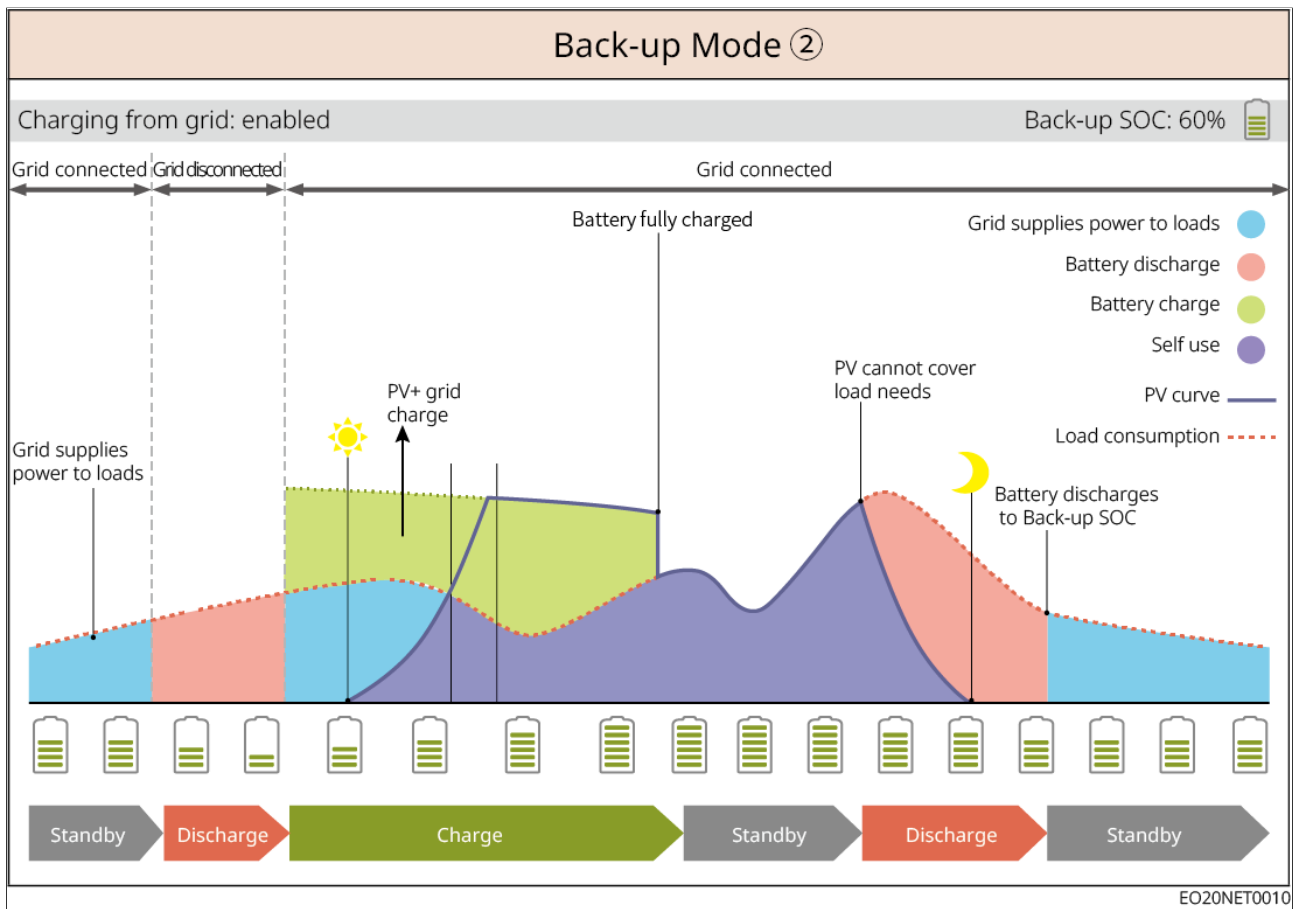 Back-up Mode ②
Charging from grid: enabled
Back-up SOC: 60%
Grid connected
Grid disconnected
Grid connected
Battery fully charged
Grid supplies power to loads
Battery discharge
Battery charge
Self use
PV curve
Load consumption
PV cannot cover
load needs
PV+ grid
charge
Grid supplies
power to loads
Battery discharges
to Back-up SOC
Standby
Discharge
Charge
Standby
Discharge
Standby
EO20NET0010